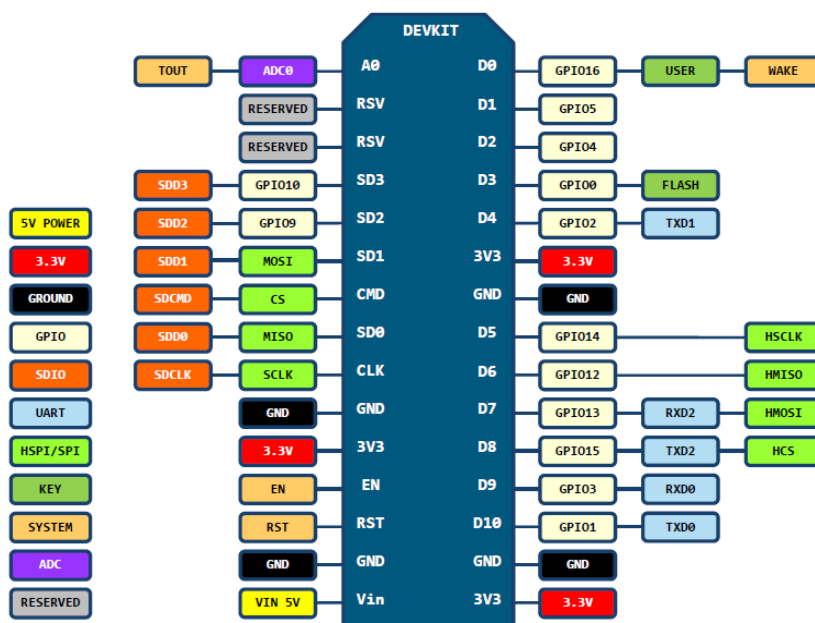 DEVKIT
TOUT ADC0 A0 D0 GPIO16 USER WAKE
RESERVED RSV D1 GPIO5
RESERVED RSV D2 GPIO4
SDD3 GPIO10 SD3 D3 GPIO0 FLASH
5V POWER SDD2 GPIO9 SD2 D4 GPIO2 TXD1
3.3V SDD1 MOSI SD1 3V3 3.3V
GROUND SDCMD CS CMD GND GND
GPIO SDD0 MISO SD0 D5 GPIO14 HSCLK
SDIO SDCLK SCLK CLK D6 GPIO12 HMISO
UART GND GND D7 GPIO13 RXD2 HMOSI
HSPI/SPI 3.3V 3V3 D8 GPIO15 TXD2 HCS
KEY EN EN D9 GPIO3 RXD0
SYSTEM RST RST D10 GPIO1 TXD0
ADC GND GND GND GND
RESERVED VIN 5V Vin 3V3 3.3V